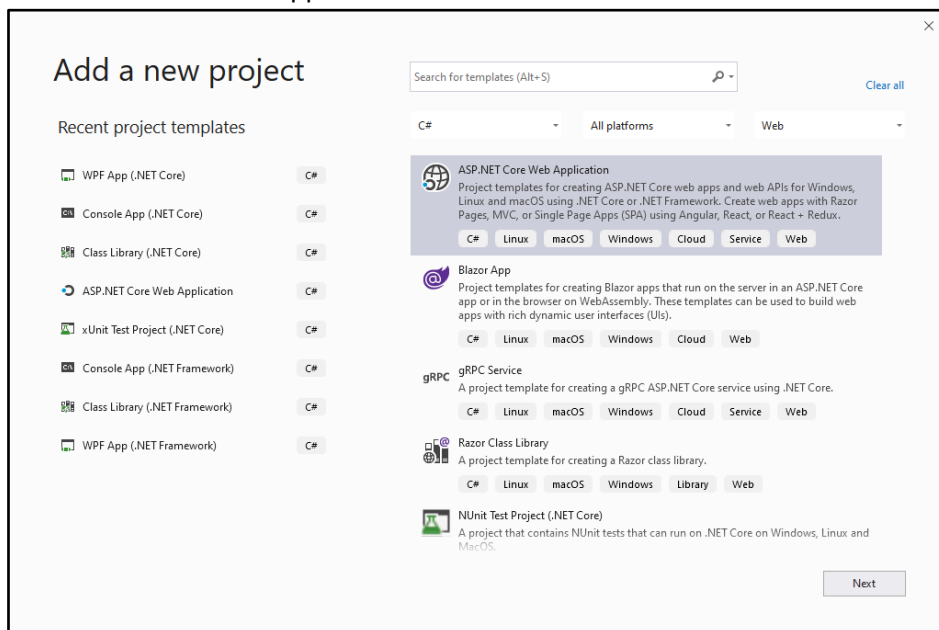 Add a new project
Recent project templates
WPF App (.NET Core) C#
Console App (.NET Core) C#
Class Library (.NET Core) C#
ASP.NET Core Web Application C#
xUnit Test Project (.NET Core) C#
Console App (.NET Framework) C#
Class Library (.NET Framework) C#
WPF App (.NET Framework) C#
Search for templates (Alt+S)
Clear all
C# All platforms Web
ASP.NET Core Web Application
Project templates for creating ASP.NET Core web apps and web APIs for Windows,
Linux and macOS using .NET Core or .NET Framework. Create web apps with Razor
Pages, MVC, or Single Page Apps (SPA) using Angular, React, or React + Redux.
C# Linux macOS Windows Cloud Service Web
Blazor App
Project templates for creating Blazor apps that run on the server in an ASP.NET Core
app or in the browser on WebAssembly. These templates can be used to build web
apps with rich dynamic user interfaces (UIs).
C# Linux macOS Windows Cloud Web
gRPC gRPC Service
A project template for creating a gRPC ASP.NET Core service using .NET Core.
C# Linux macOS Windows Cloud Service Web
Razor Class Library
A project template for creating a Razor class library.
C# Linux macOS Windows Library Web
NUnit Test Project (.NET Core)
A project that contains NUnit tests that can run on .NET Core on Windows, Linux and
MacOS.
Next